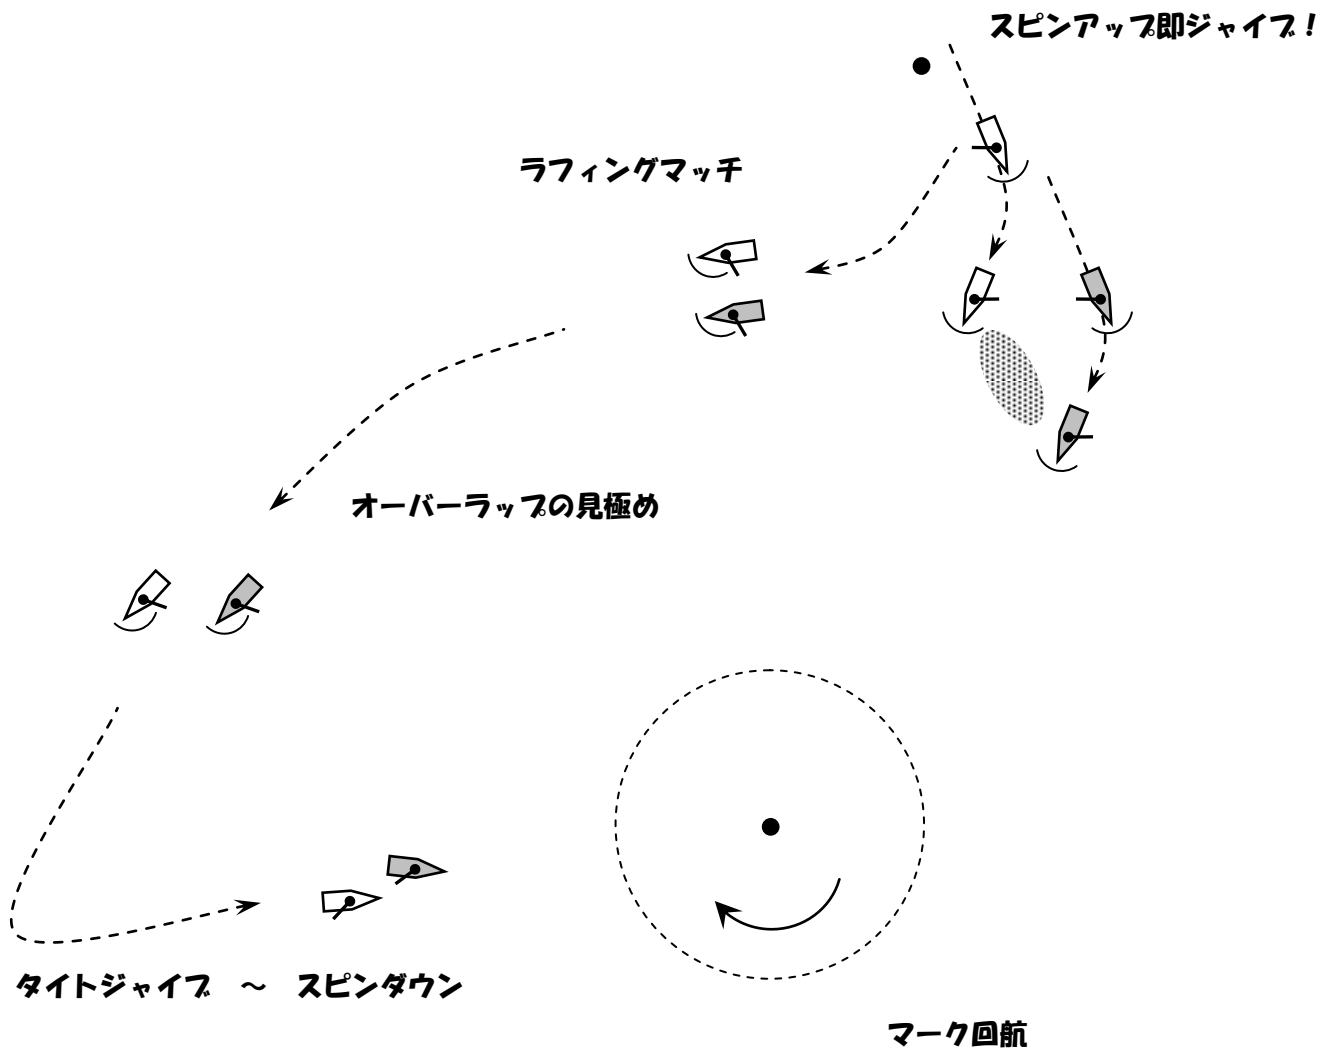 スピンアップ即ジャイブ！
ラフィングマッチ
オーバーラップの見極め
タイトジャイブ　～　スピンダウン
マーク回航